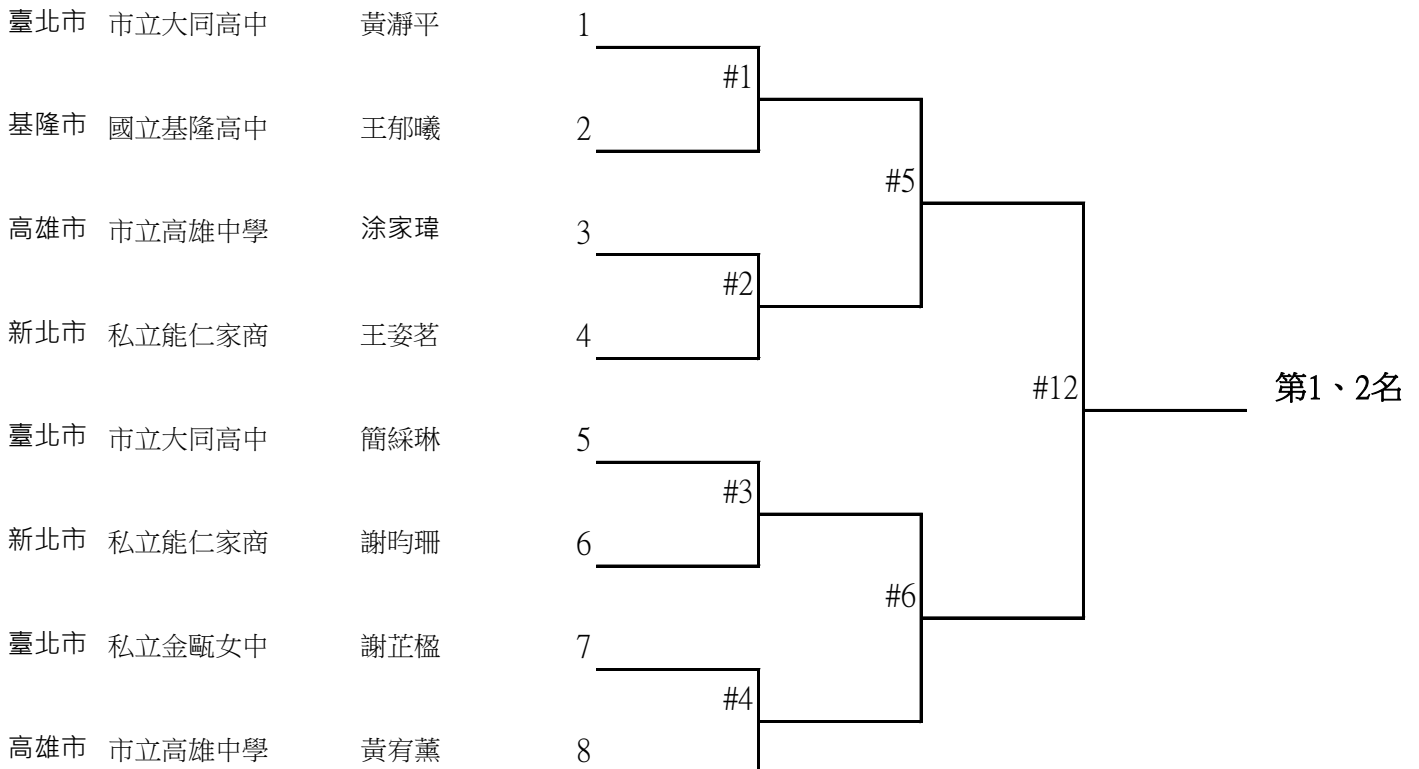 臺北市 市立大同高中 黃瀞平 1
#1
基隆市 國立基隆高中 王郁曦 2
#5
高雄市 市立高雄中學 涂家瑋 3
#2
新北市 私立能仁家商 王姿茗 4
#12 第1、2名
臺北市 市立大同高中 簡綵琳 5
#3
新北市 私立能仁家商 謝昀珊 6
#6
臺北市 私立金甌女中 謝芷楹 7
#4
高雄市 市立高雄中學 黃宥薰 8